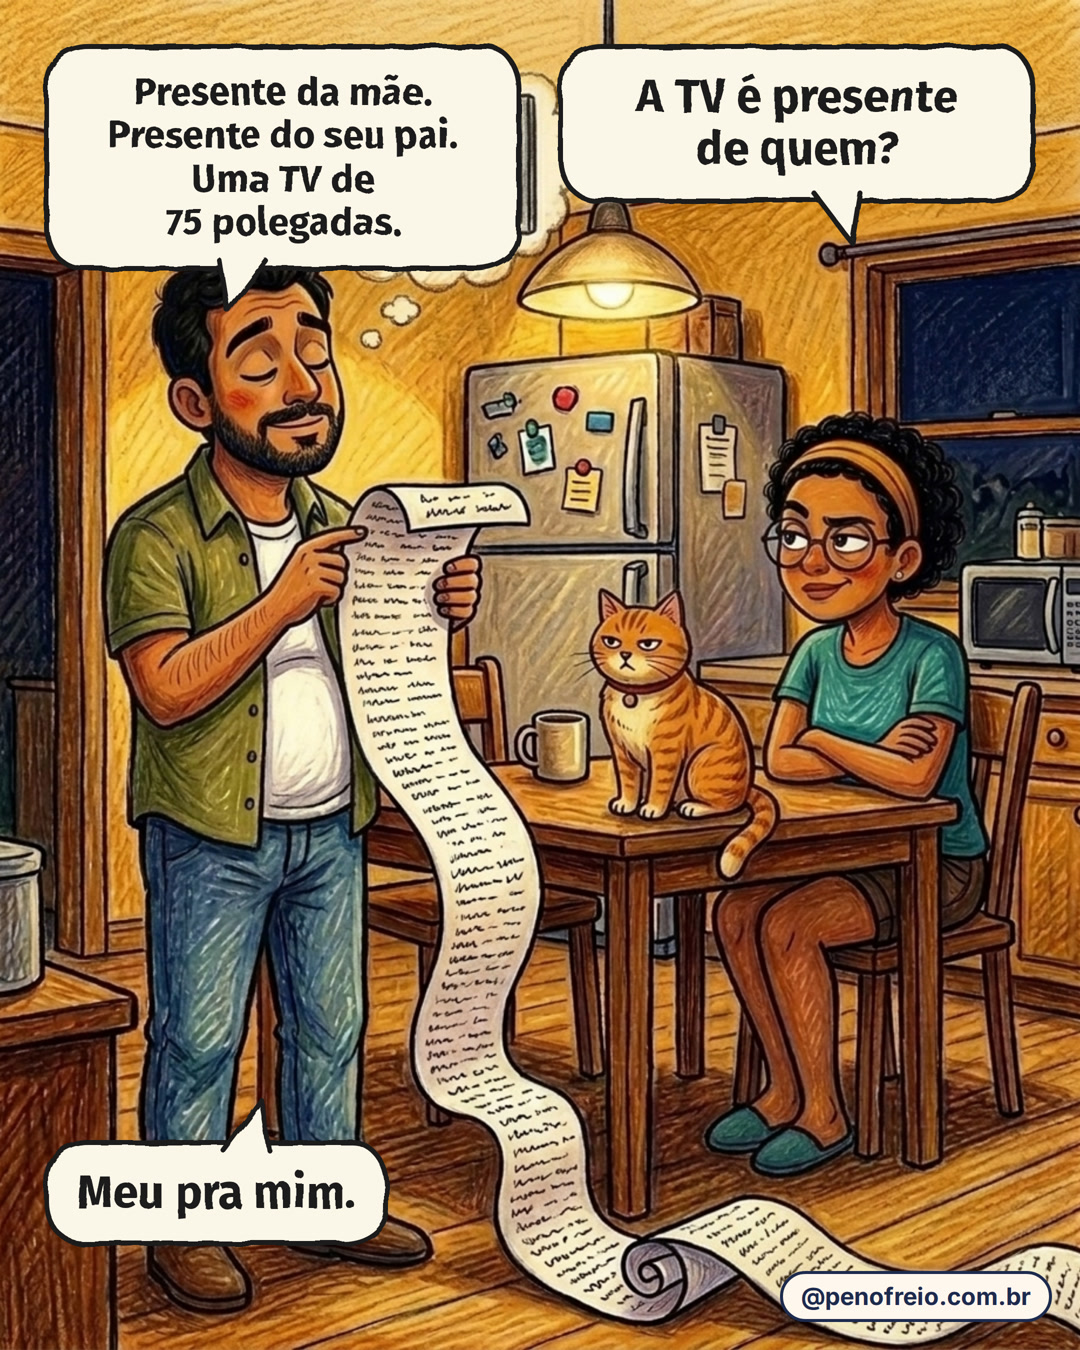 Presente da mãe.
Presente do seu pai.
Uma TV de
75 polegadas.
A TV é presente
de quem?
Meu pra mim.
@penofreio.com.br